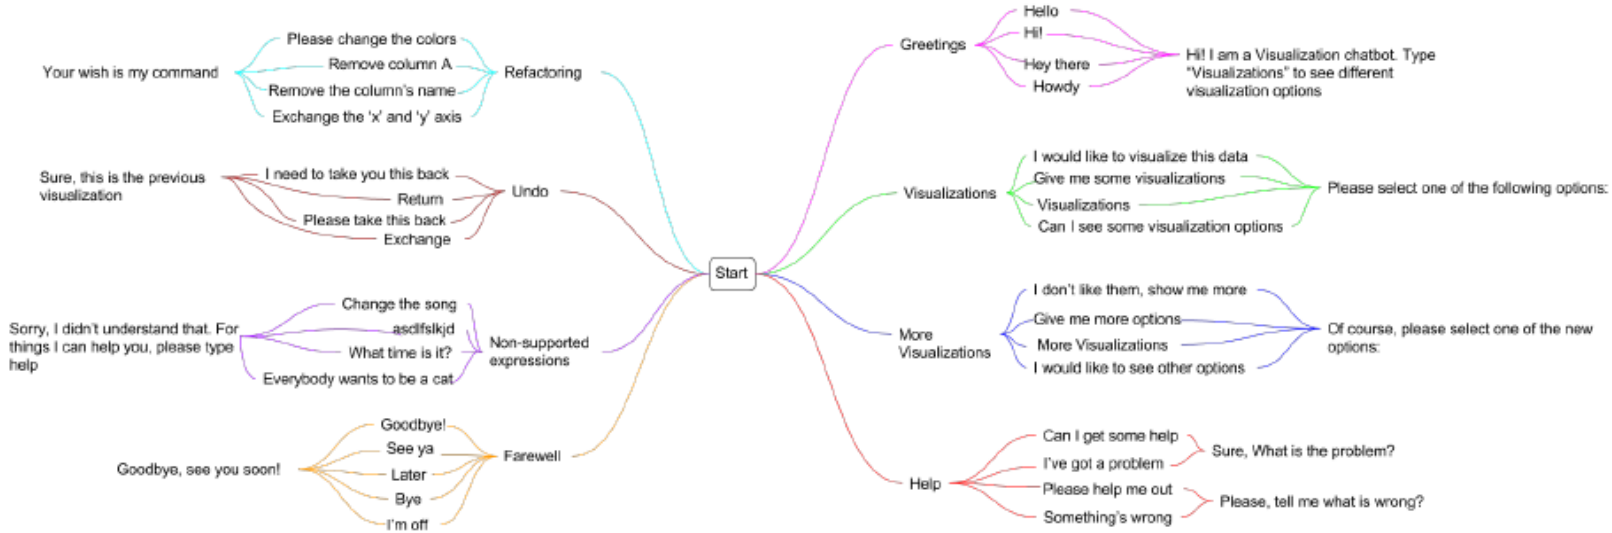 Please change the colors
Remove column A
Remove the column's name
Exchange the 'x' and 'y' axis
Your wish is my command
Refactoring
I need to take you this back
Return
Please take this back
Exchange
Sure, this is the previous
visualization
Undo
Change the song
asdlfslkjd
What time is it?
Everybody wants to be a cat
Sorry, I didn't understand that. For
things I can help you, please type
help
Non-supported
expressions
Goodbye!
See ya
Later
Bye
I'm off
Goodbye, see you soon!
Farewell
Start
Greetings
Hello
Hi!
Hey there
Howdy
Hi! I am a Visualization chatbot. Type
"Visualizations" to see different
visualization options
Visualizations
I would like to visualize this data
Give me some visualizations
Visualizations
Can I see some visualization options
Please select one of the following options:
More
Visualizations
I don't like them, show me more
Give me more options
More Visualizations
I would like to see other options
Of course, please select one of the new
options:
Help
Can I get some help
I've got a problem
Please help me out
Something's wrong
Sure, What is the problem?
Please, tell me what is wrong?